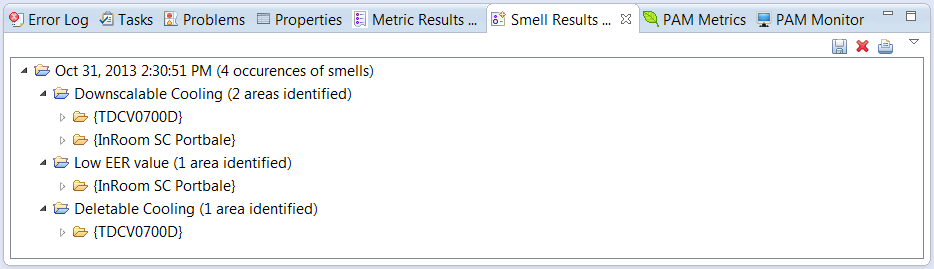 Error Log Tasks Problems Properties Metric Results ... Smell Results ... PAM Metrics PAM Monitor
Oct 31, 2013 2:30:51 PM (4 occurences of smells)
Downscalable Cooling (2 areas identified)
{TDCV0700D}
{InRoom SC Portbale}
Low EER value (1 area identified)
{InRoom SC Portbale}
Deletable Cooling (1 area identified)
{TDCV0700D}